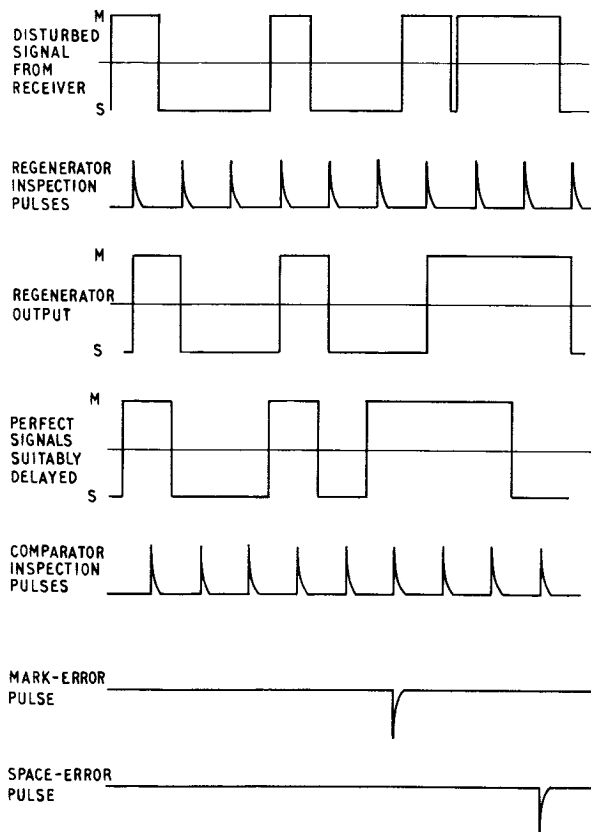 M
DISTURBED
SIGNAL
FROM
RECEIVER
S
REGENERATOR
INSPECTION
PULSES
M
REGENERATOR
OUTPUT
S
M
PERFECT
SIGNALS
SUITABLY
DELAYED
S
COMPARATOR
INSPECTION
PULSES
MARK-ERROR
PULSE
SPACE-ERROR
PULSE